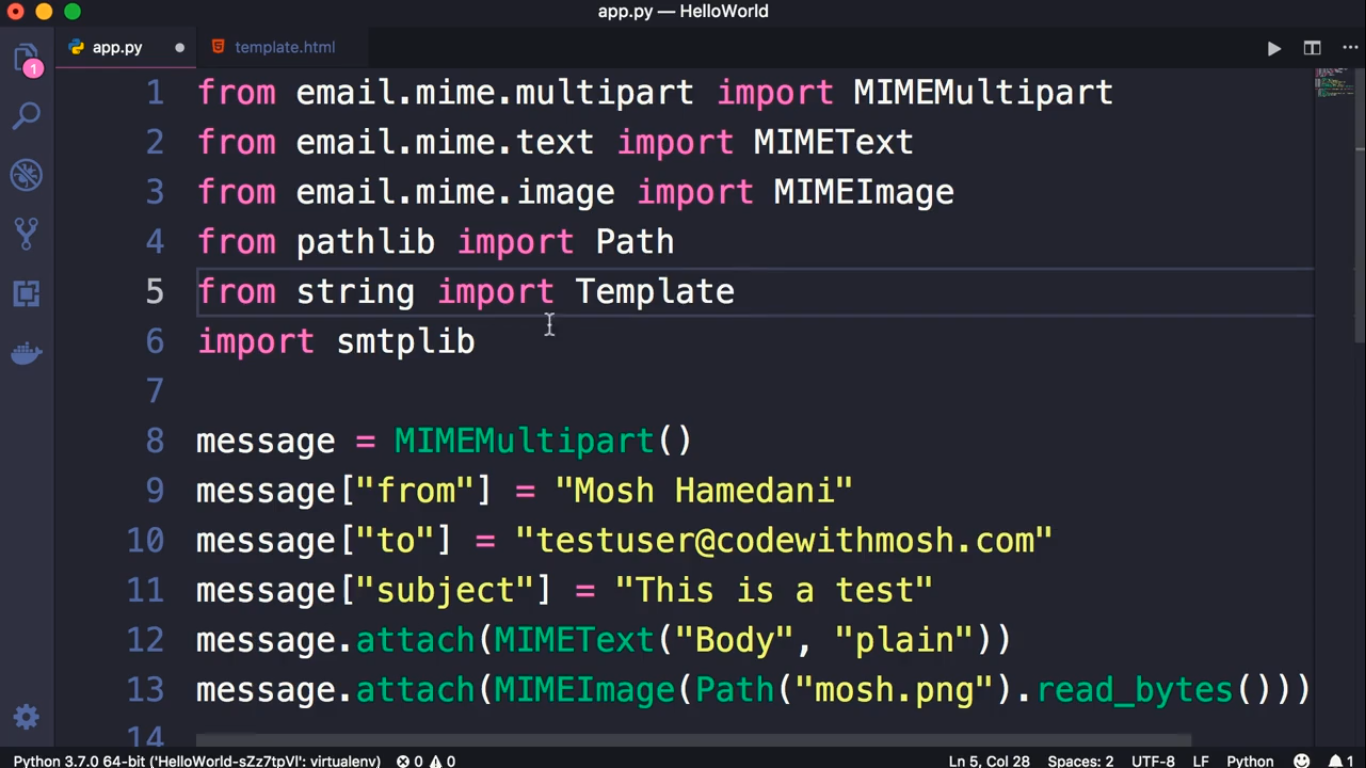 app.py — HelloWorld
app.py
template.html
1
1 from email.mime.multipart import MIMEMultipart
2 from email.mime.text import MIMEText
3 from email.mime.image import MIMEImage
4 from pathlib import Path
5 from string import Template
6 import smtplib
7
8 message = MIMEMultipart()
9 message["from"] = "Mosh Hamedani"
10 message["to"] = "testuser@codewithmosh.com"
11 message["subject"] = "This is a test"
12 message.attach(MIMEText("Body", "plain"))
13 message.attach(MIMEImage(Path("mosh.png").read_bytes()))
14
Python 3.7.0 64-bit ('HelloWorld-sZz7tpVl': virtualenv) 0 0 Ln 5, Col 28 Spaces: 2 UTF-8 LF Python 1